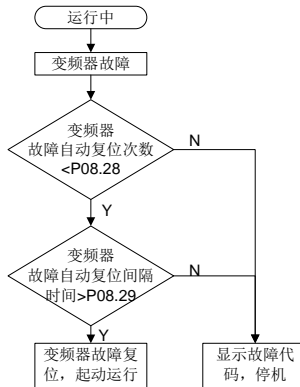 运行中
变频器故障
变频器
故障自动复位次数
<P08.28
N
Y
变频器
故障自动复位间隔
时间>P08.29
N
Y
变频器故障复
位，起动运行
显示故障代
码，停机